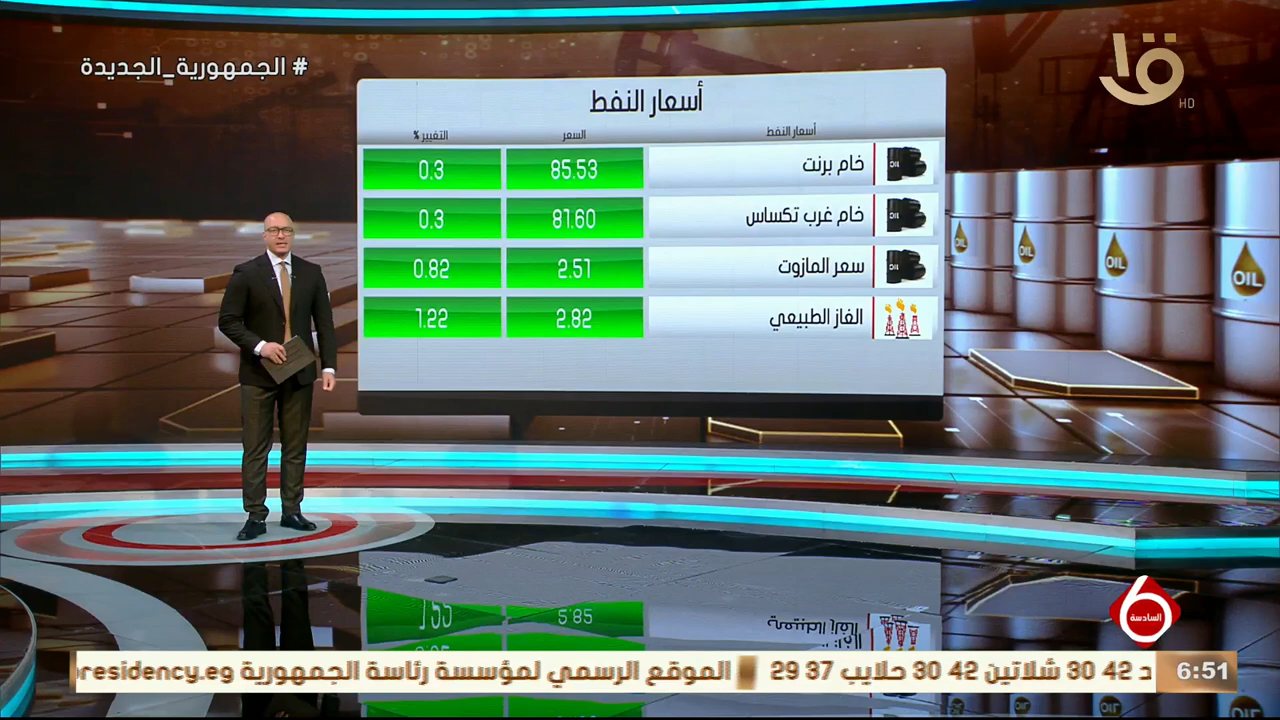 # الجمهورية_الجديدة
HD
أسعار النفط
أسعار النفط السعر التغيير %
خام برنت 85.53 0.3
خام غرب تكساس 81.60 0.3
سعر المازوت 2.51 0.82
الغاز الطبيعي 2.82 1.22
OIL
OIL
OIL
OIL
6
السادسة
6:51
د 42 30 شلاتين 42 30 حلايب 37 29 الموقع الرسمي لمؤسسة رئاسة الجمهورية presidency.eg